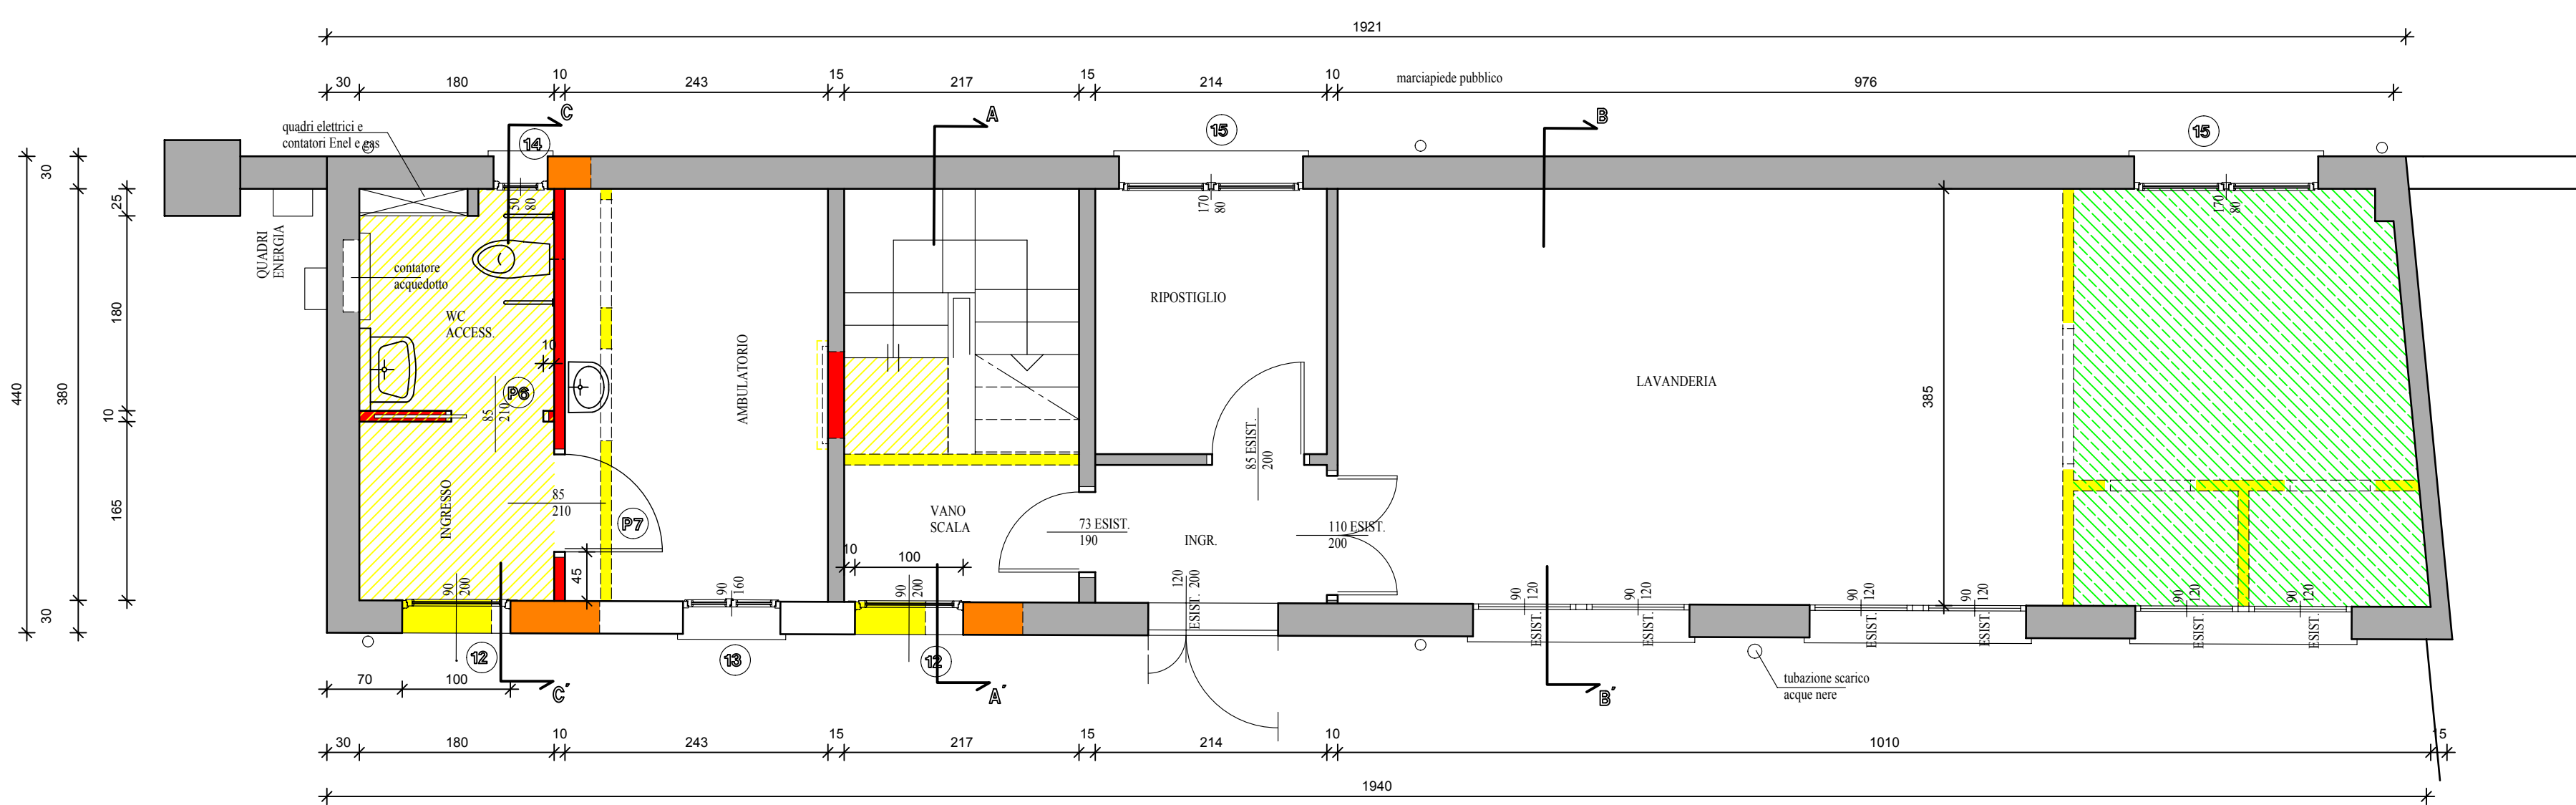 1921
30
180
10
243
15
217
15
214
10
marciapiede pubblico
976
C
A
B
quadri elettrici e
contatori Enel e gas
14
15
15
50
80
170
80
170
80
440
30
380
30
25
180
10
165
QUADRI
ENERGIA
contatore
acquedotto
WC
ACCESS.
10
P6
85
210
AMBULATORIO
RIPOSTIGLIO
LAVANDERIA
385
85 ESIST.
200
INGRESSO
85
210
P7
45
VANO
SCALA
10
100
73 ESIST.
190
INGR.
110 ESIST.
200
90
200
90
160
90
200
120
ESIST. 200
90
120
ESIST.
90
120
ESIST.
90
120
ESIST.
90
120
ESIST.
90
120
ESIST.
90
120
ESIST.
12
13
12
70
100
C'
A'
B'
tubazione scarico
acque nere
30
180
10
243
15
217
15
214
10
1010
15
1940